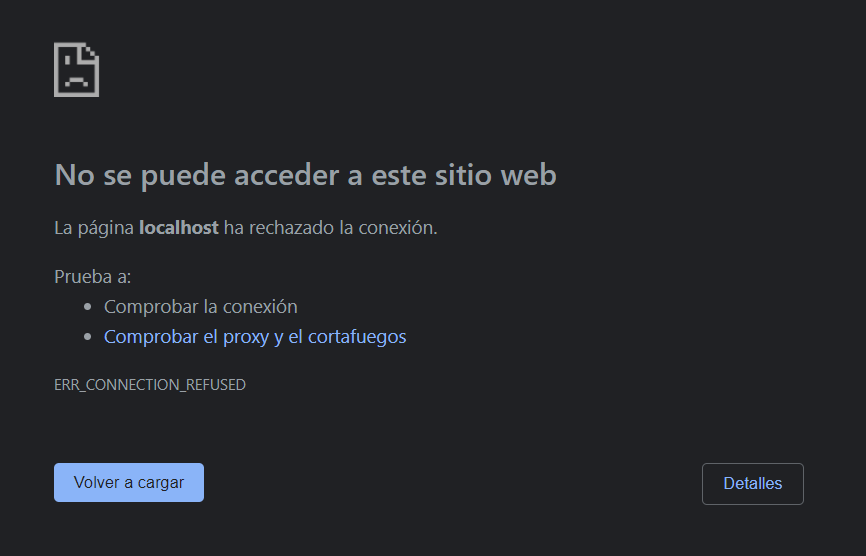 No se puede acceder a este sitio web
La página localhost ha rechazado la conexión.
Prueba a:
Comprobar la conexión
Comprobar el proxy y el cortafuegos
ERR_CONNECTION_REFUSED
Volver a cargar
Detalles